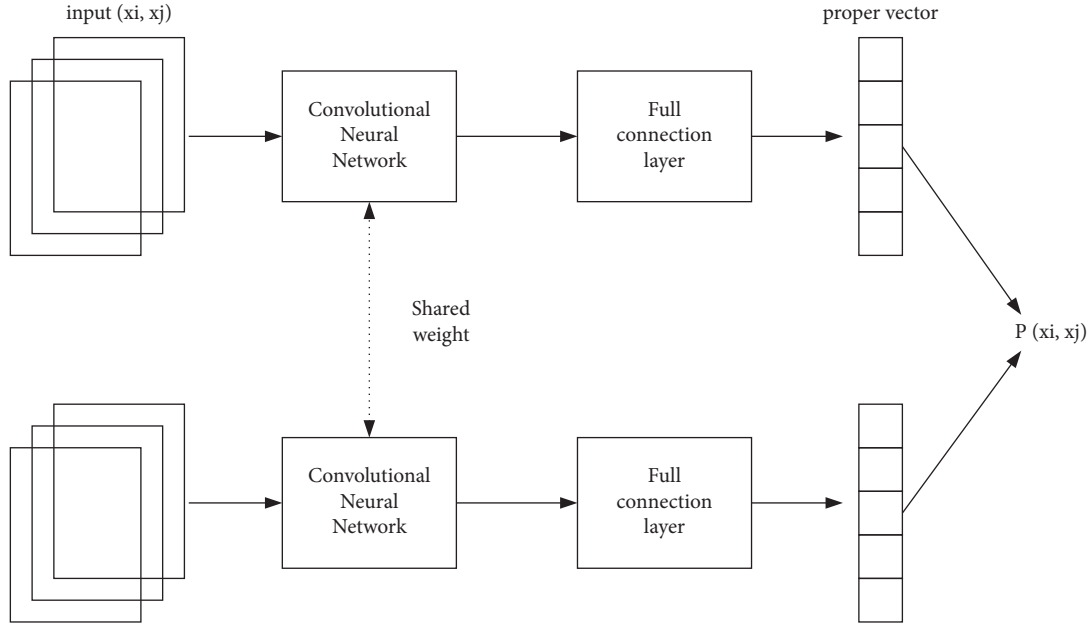 input (xi, xj)
proper vector
Convolutional
Neural
Network
Full
connection
layer
Shared
weight
P (xi, xj)
Convolutional
Neural
Network
Full
connection
layer